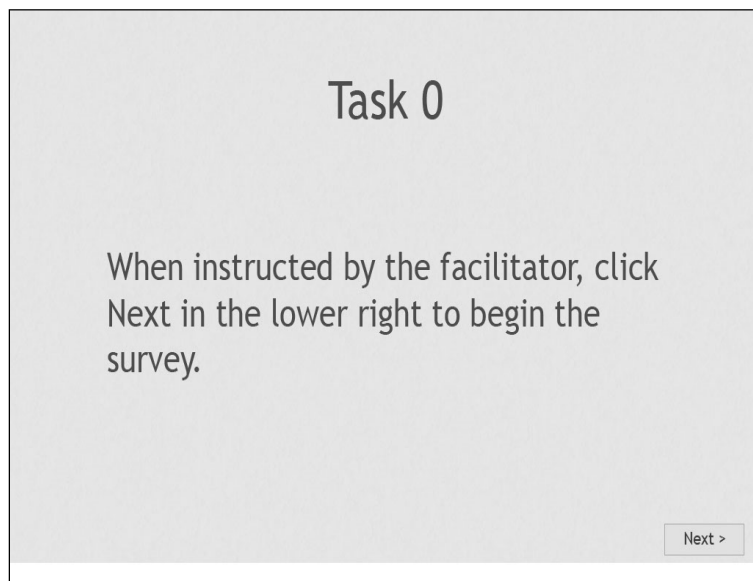 Task 0
When instructed by the facilitator, click
Next in the lower right to begin the
survey.
Next >